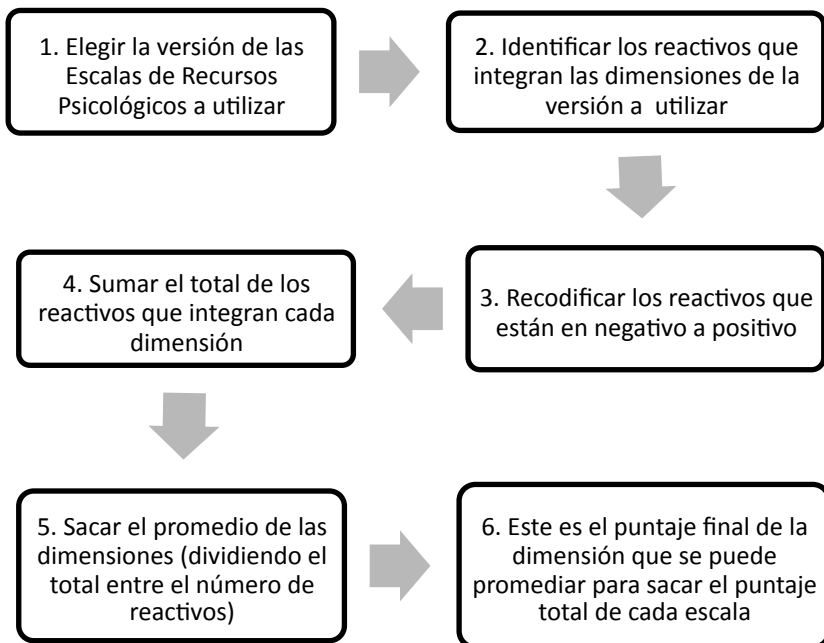 1. Elegir la versión de las
Escalas de Recursos
Psicológicos a utilizar
2. Identificar los reactivos que
integran las dimensiones de la
versión a  utilizar
3. Recodificar los reactivos que
están en negativo a positivo
4. Sumar el total de los
reactivos que integran cada
dimensión
5. Sacar el promedio de las
dimensiones (dividiendo el
total entre el número de
reactivos)
6. Este es el puntaje final de la
dimensión que se puede
promediar para sacar el puntaje
total de cada escala